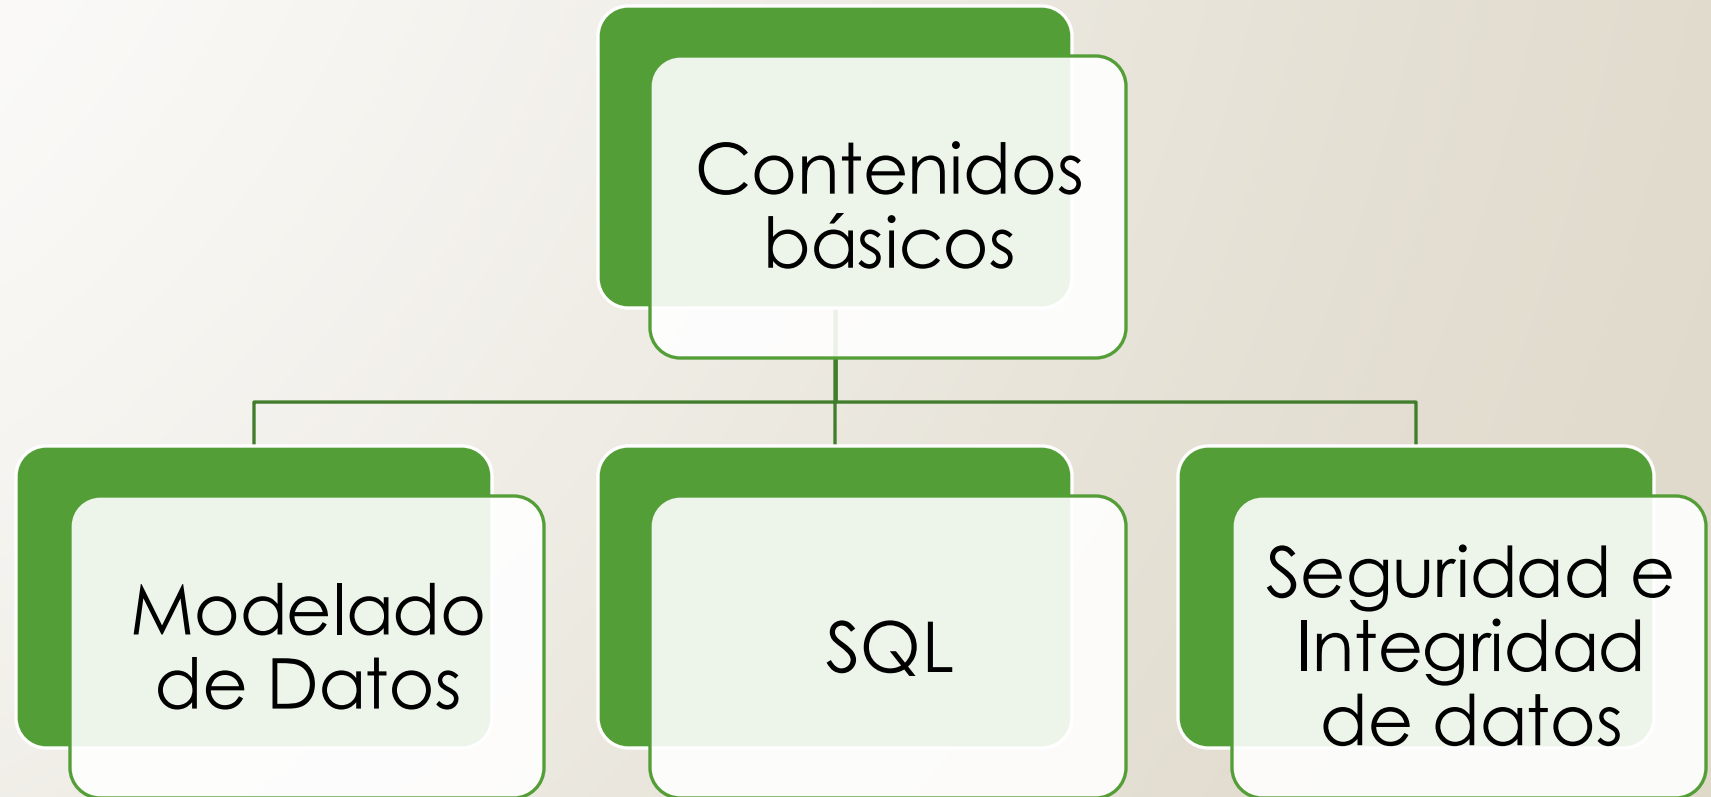 Contenidos
básicos
Modelado
de Datos
SQL
Seguridad e
Integridad
de datos